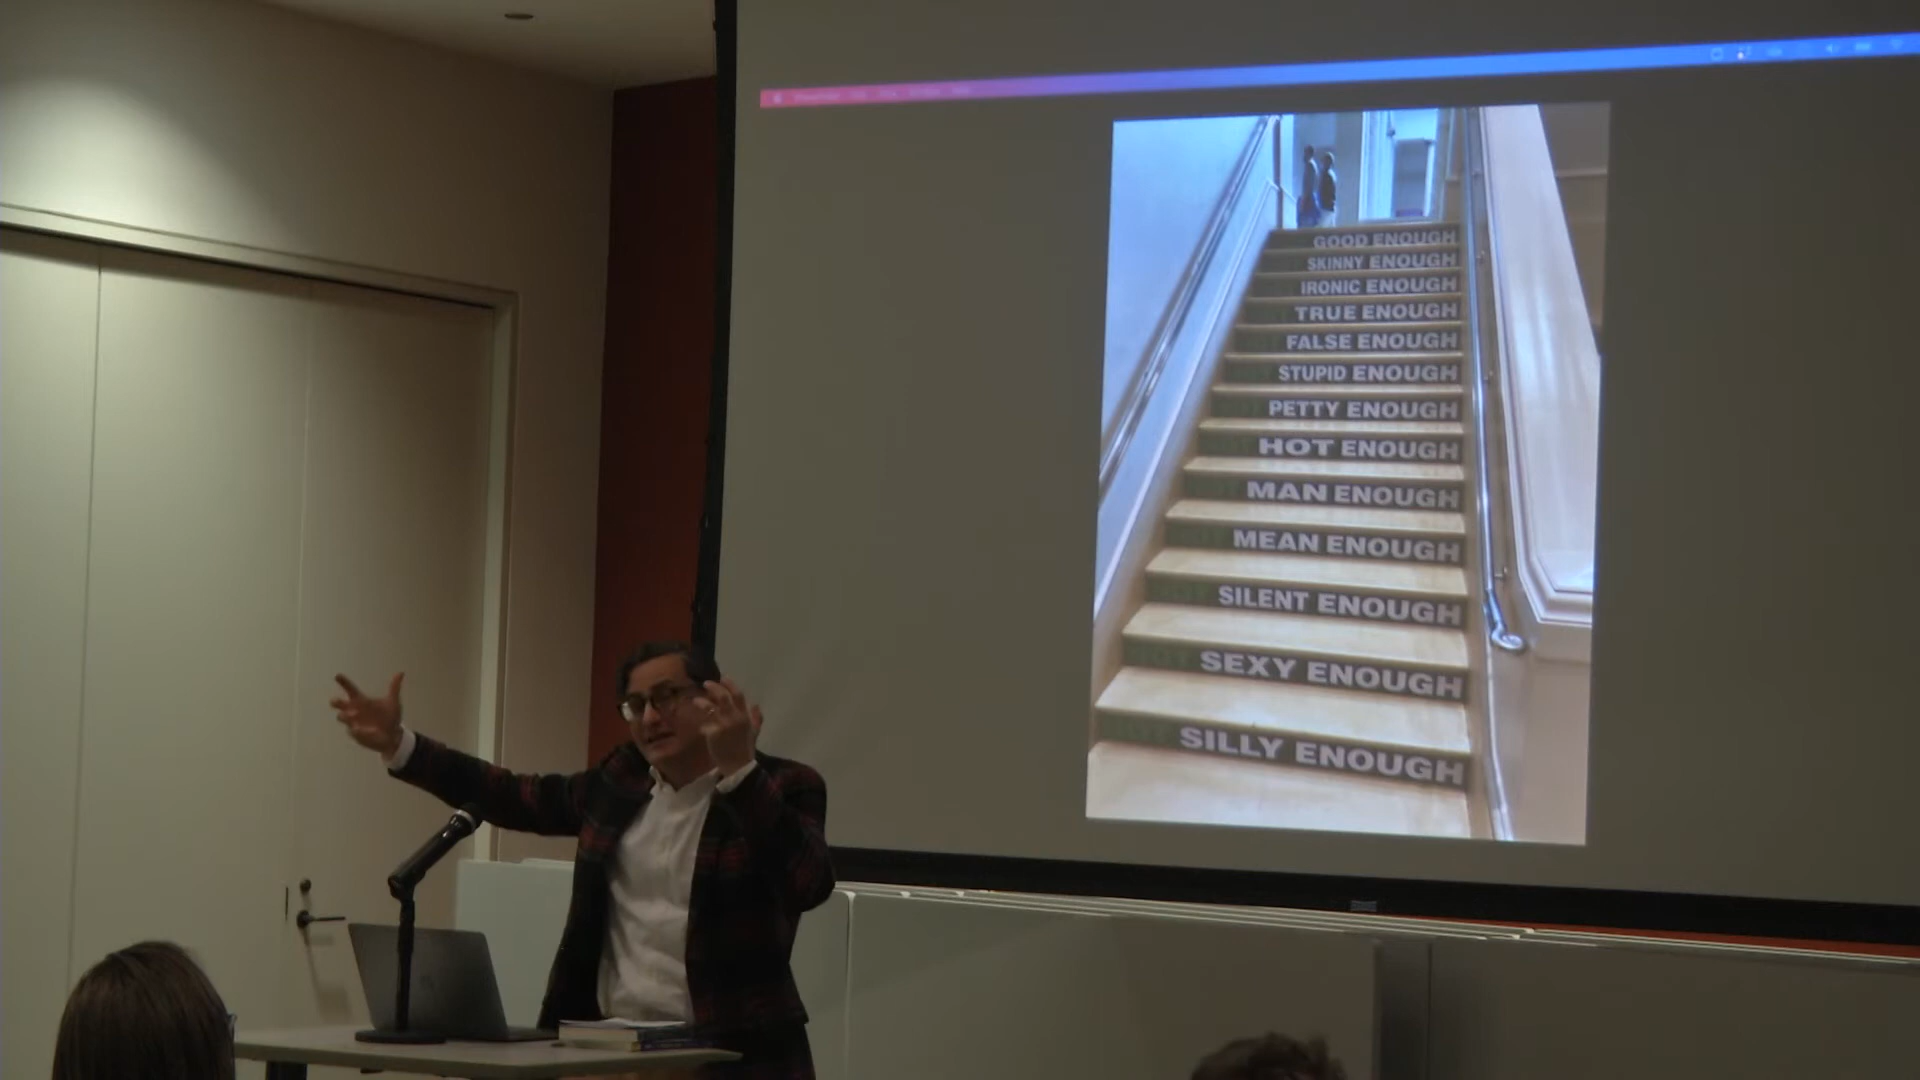 GOOD ENOUGH
SKINNY ENOUGH
IRONIC ENOUGH
TRUE ENOUGH
FALSE ENOUGH
STUPID ENOUGH
PETTY ENOUGH
HOT ENOUGH
MAN ENOUGH
MEAN ENOUGH
SILENT ENOUGH
SEXY ENOUGH
SILLY ENOUGH